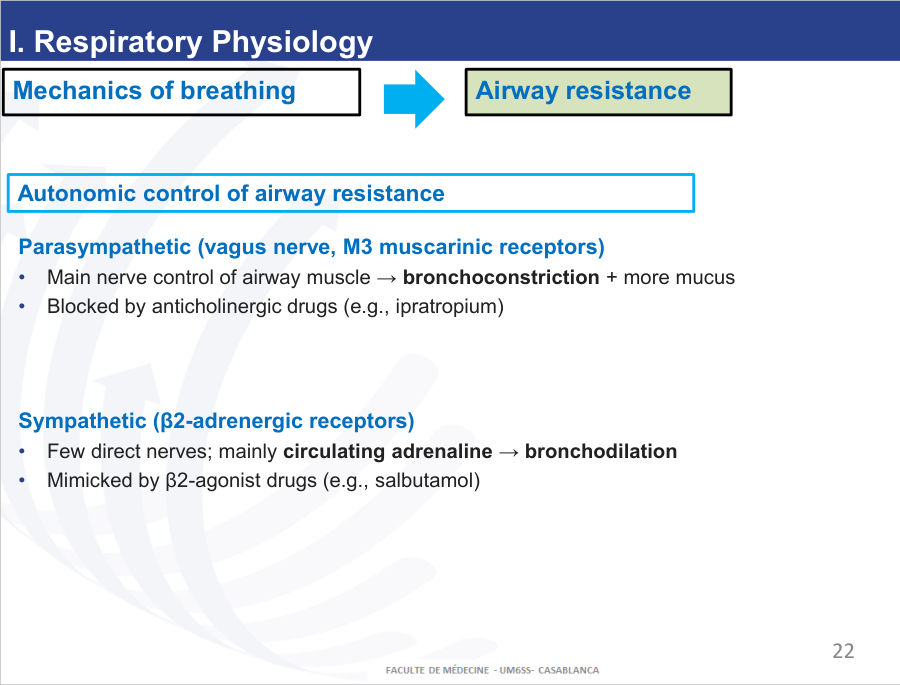 I. Respiratory Physiology
Mechanics of breathing
Airway resistance
Autonomic control of airway resistance
Parasympathetic (vagus nerve, M3 muscarinic receptors)
• Main nerve control of airway muscle → bronchoconstriction + more mucus
• Blocked by anticholinergic drugs (e.g., ipratropium)
Sympathetic (β2-adrenergic receptors)
• Few direct nerves; mainly circulating adrenaline → bronchodilation
• Mimicked by β2-agonist drugs (e.g., salbutamol)
22
FACULTE DE MÉDECINE - UM6SS- CASABLANCA